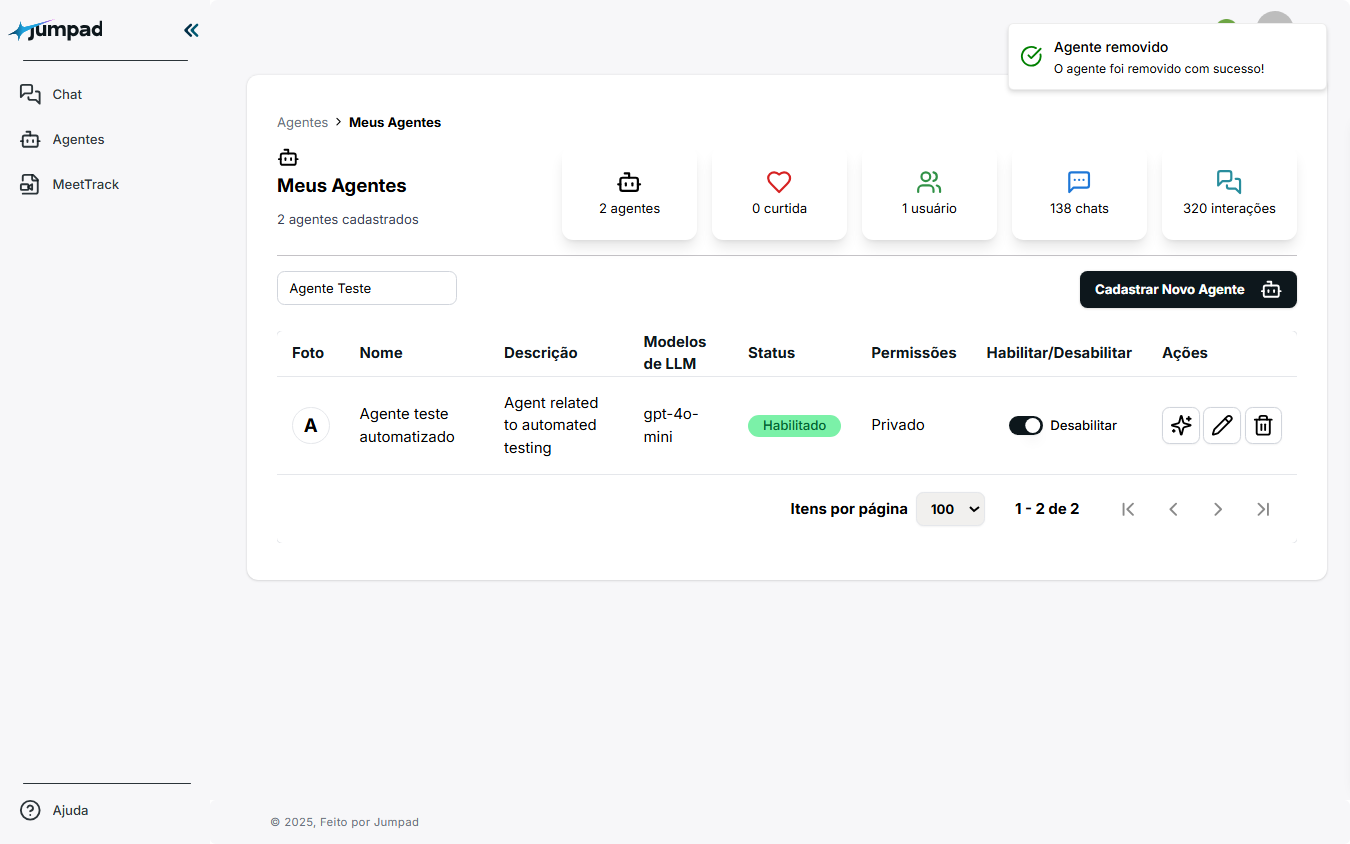 jumpad
Chat
Agentes
MeetTrack
Ajuda
Agente removido
O agente foi removido com sucesso!
Agentes > Meus Agentes
Meus Agentes
2 agentes cadastrados
2 agentes
0 curtida
1 usuário
138 chats
320 interações
Agente Teste
Cadastrar Novo Agente
Foto Nome Descrição Modelos de LLM Status Permissões Habilitar/Desabilitar Ações
A
Agente teste
automatizado
Agent related
to automated
testing
gpt-4o-
mini
Habilitado
Privado
Desabilitar
Itens por página 100 1 - 2 de 2
© 2025, Feito por Jumpad